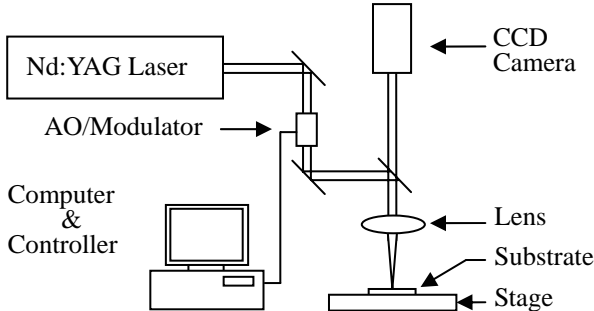 Nd:YAG Laser
CCD
Camera
AO/Modulator
Computer
&
Controller
Lens
Substrate
Stage